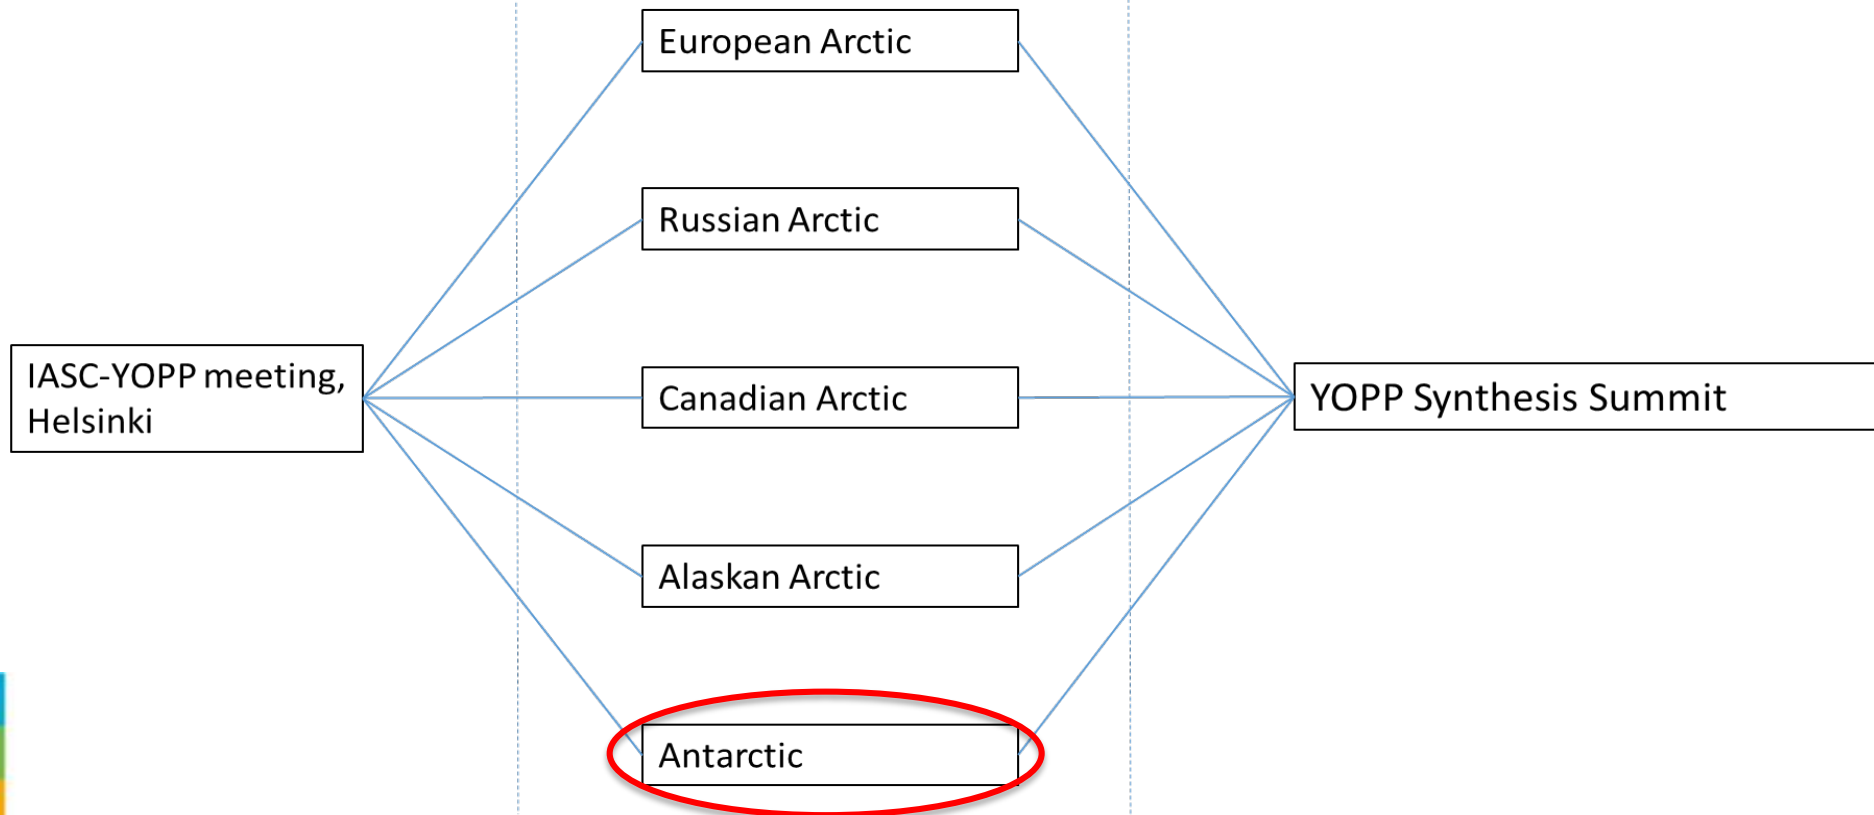 European Arctic
Russian Arctic
IASC-YOPP meeting,
Helsinki
Canadian Arctic
YOPP Synthesis Summit
Alaskan Arctic
Antarctic